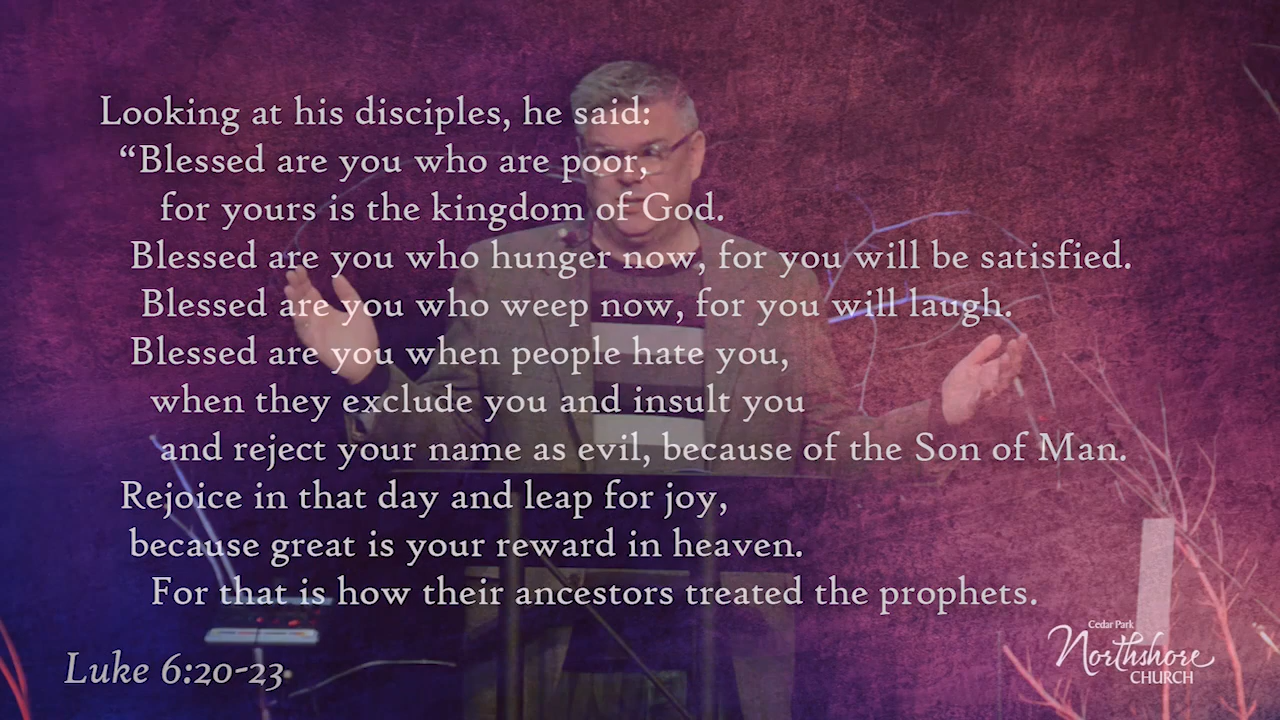 Looking at his disciples, he said:
“Blessed are you who are poor,
for yours is the kingdom of God.
Blessed are you who hunger now, for you will be satisfied.
Blessed are you who weep now, for you will laugh.
Blessed are you when people hate you,
when they exclude you and insult you
and reject your name as evil, because of the Son of Man.
Rejoice in that day and leap for joy,
because great is your reward in heaven.
For that is how their ancestors treated the prophets.
Luke 6:20-23
Cedar Park
Northshore
CHURCH